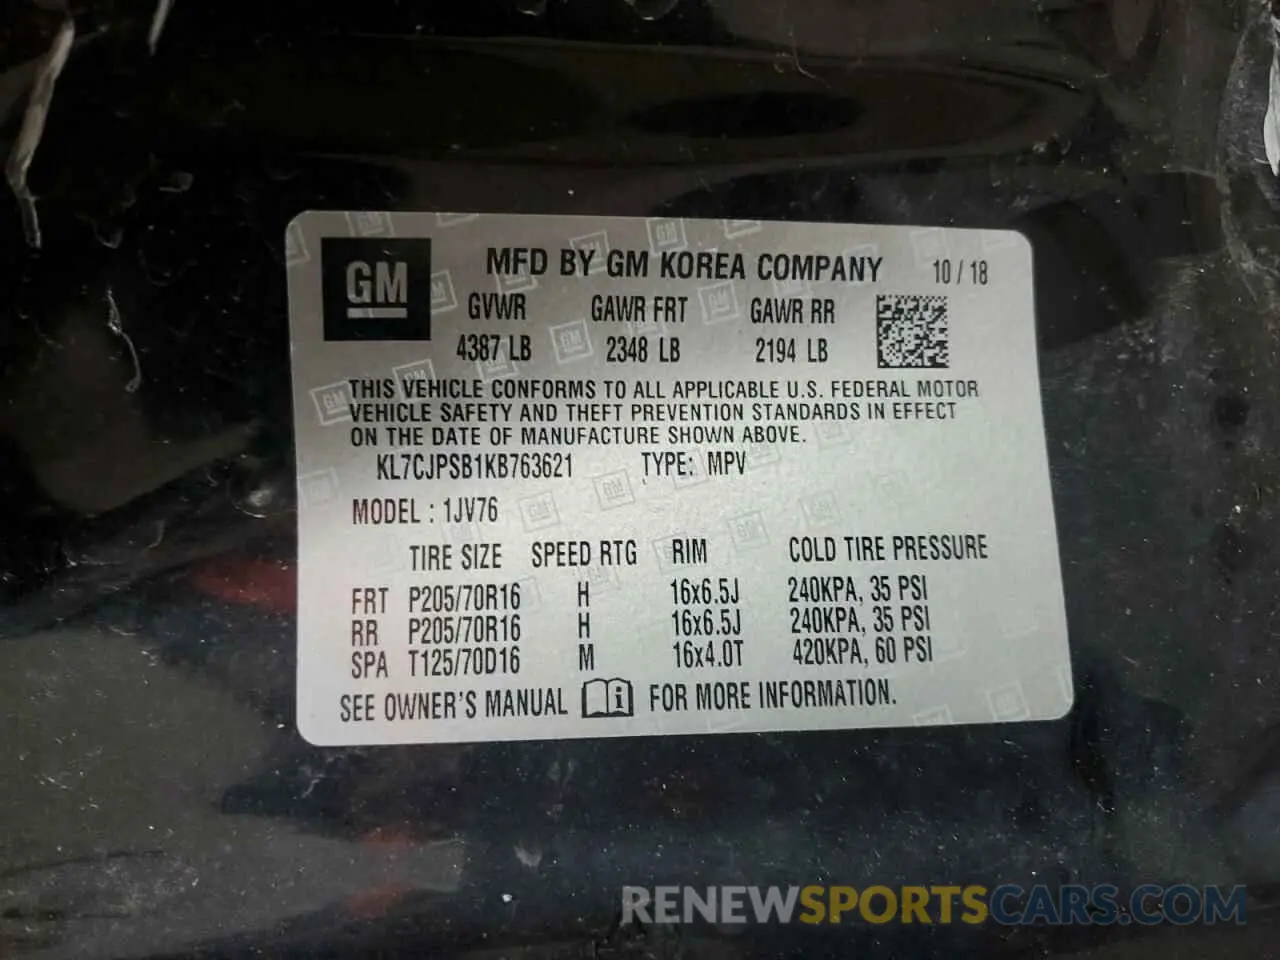 GM
MFD BY GM KOREA COMPANY 10 / 18
GVWR GAWR FRT GAWR RR
4387 LB 2348 LB 2194 LB
THIS VEHICLE CONFORMS TO ALL APPLICABLE U.S. FEDERAL MOTOR
VEHICLE SAFETY AND THEFT PREVENTION STANDARDS IN EFFECT
ON THE DATE OF MANUFACTURE SHOWN ABOVE.
KL7CJPSB1KB763621 TYPE: MPV
MODEL : 1JV76
TIRE SIZE SPEED RTG RIM COLD TIRE PRESSURE
FRT P205/70R16 H 16x6.5J 240KPA, 35 PSI
RR P205/70R16 H 16x6.5J 240KPA, 35 PSI
SPA T125/70D16 M 16x4.0T 420KPA, 60 PSI
SEE OWNER'S MANUAL i FOR MORE INFORMATION.
RENEWSPORTSCARS.COM